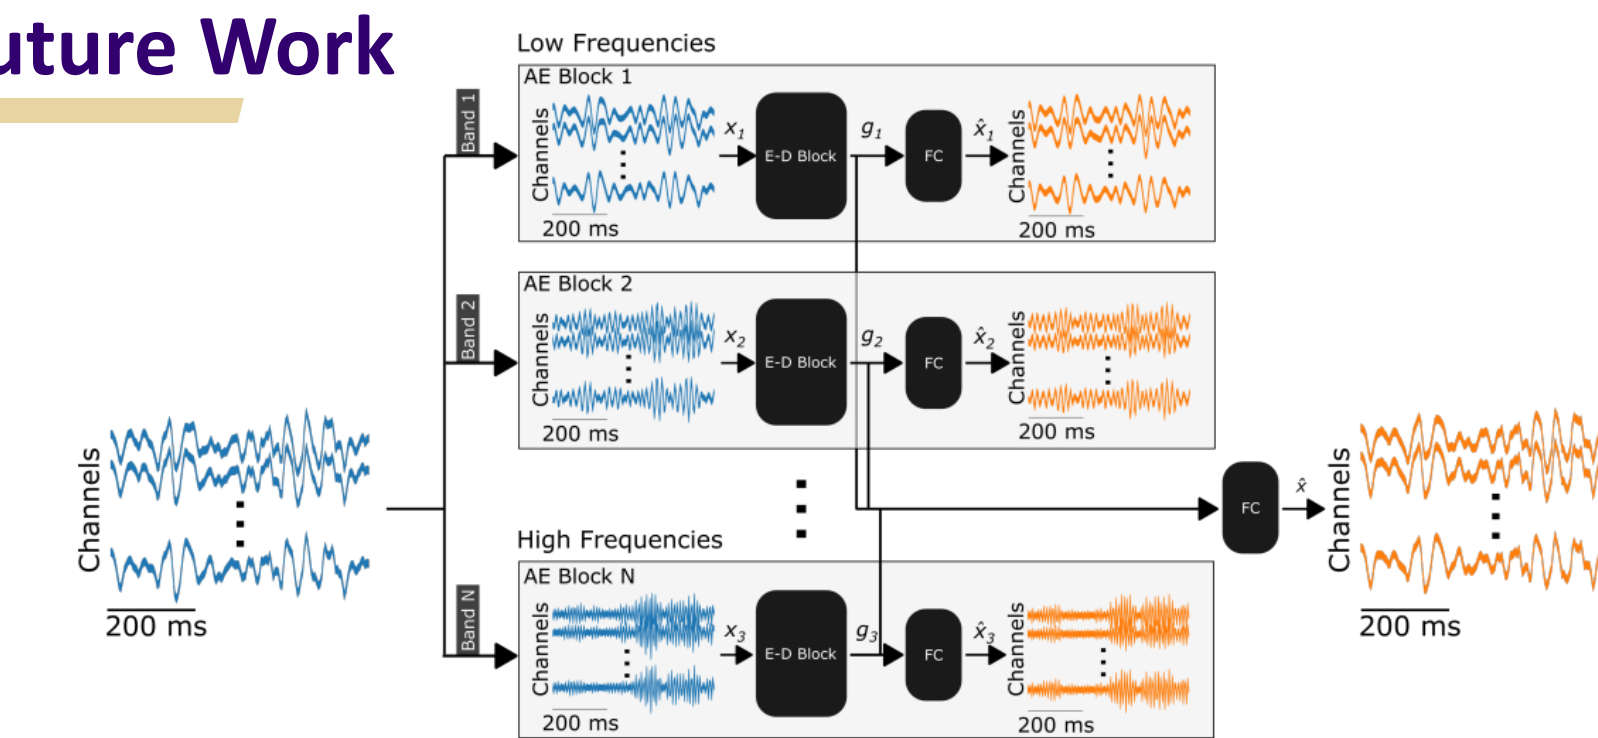 uture Work
Low Frequencies
AE Block 1
Band 1
Channels
200 ms
x₁
E-D Block
g₁
FC
x̂₁
Channels
200 ms
AE Block 2
Band 2
Channels
200 ms
x₂
E-D Block
g₂
FC
x̂₂
Channels
200 ms
Channels
200 ms
High Frequencies
AE Block N
Band N
Channels
200 ms
x₃
E-D Block
g₃
FC
x̂₃
Channels
200 ms
FC
x̂
Channels
200 ms